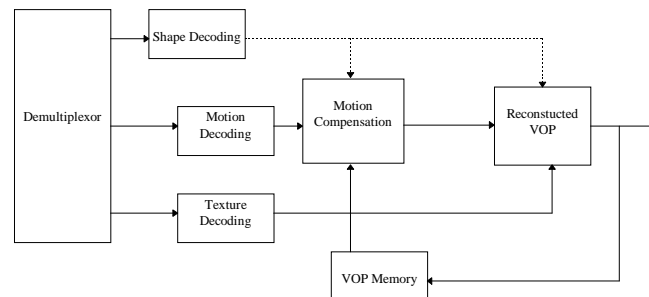 Shape Decoding
Demultiplexor
Motion
Decoding
Motion
Compensation
Reconstucted
VOP
Texture
Decoding
VOP Memory